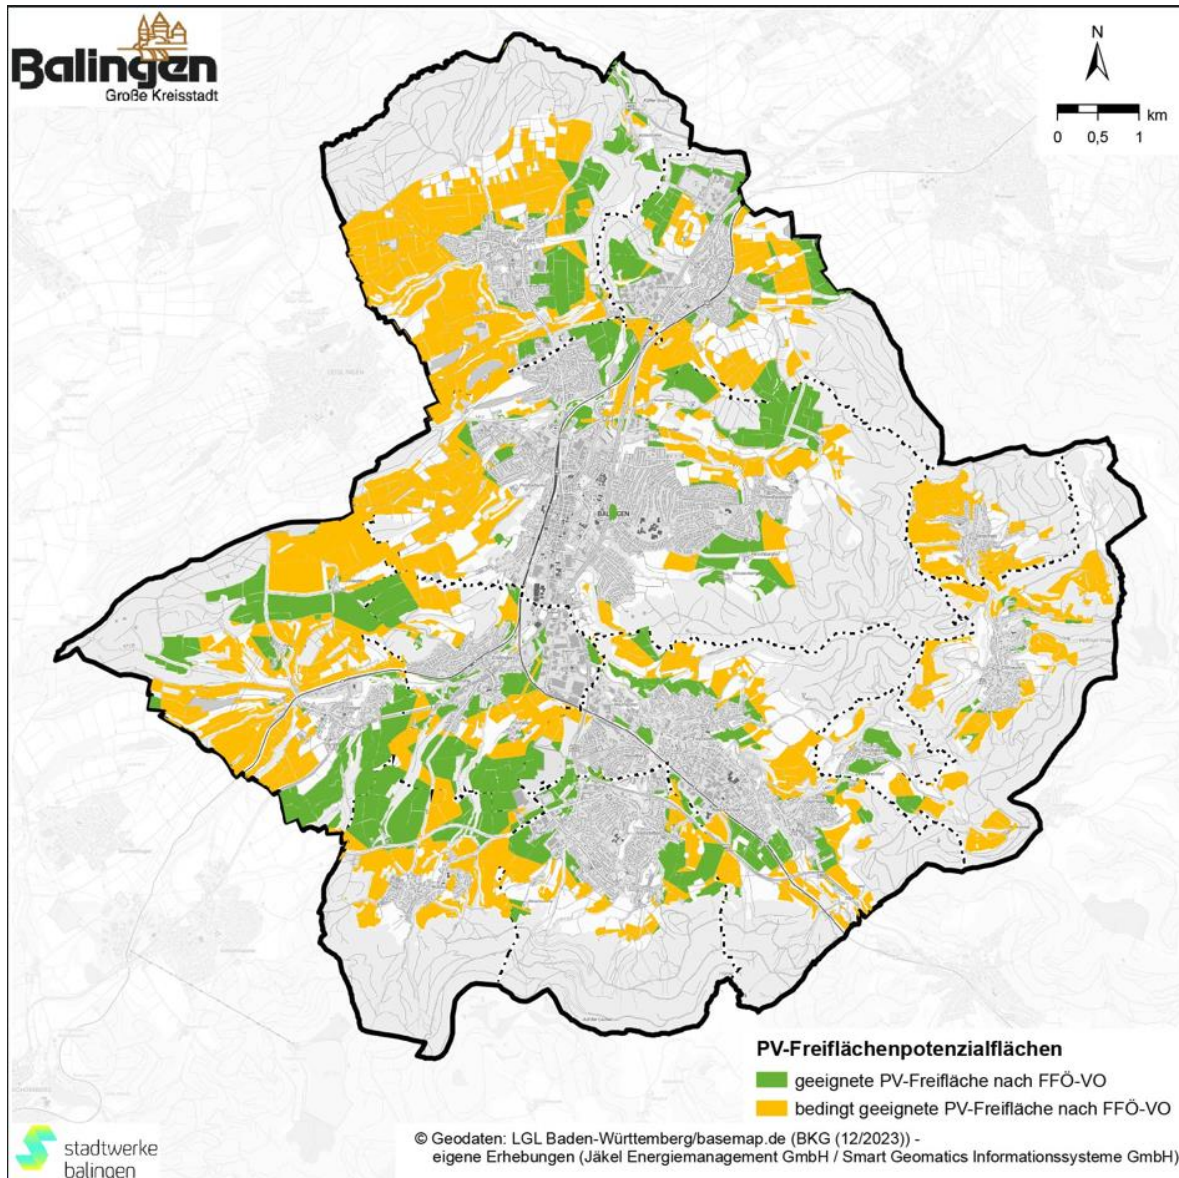 Balingen
Große Kreisstadt
N
km
0 0,5 1
BALINGEN
PV-Freiflächenpotenzialflächen
geeignete PV-Freifläche nach FFÖ-VO
bedingt geeignete PV-Freifläche nach FFÖ-VO
© Geodaten: LGL Baden-Württemberg/basemap.de (BKG (12/2023)) -
eigene Erhebungen (Jäkel Energiemanagement GmbH / Smart Geomatics Informationssysteme GmbH)
stadtwerke
balingen